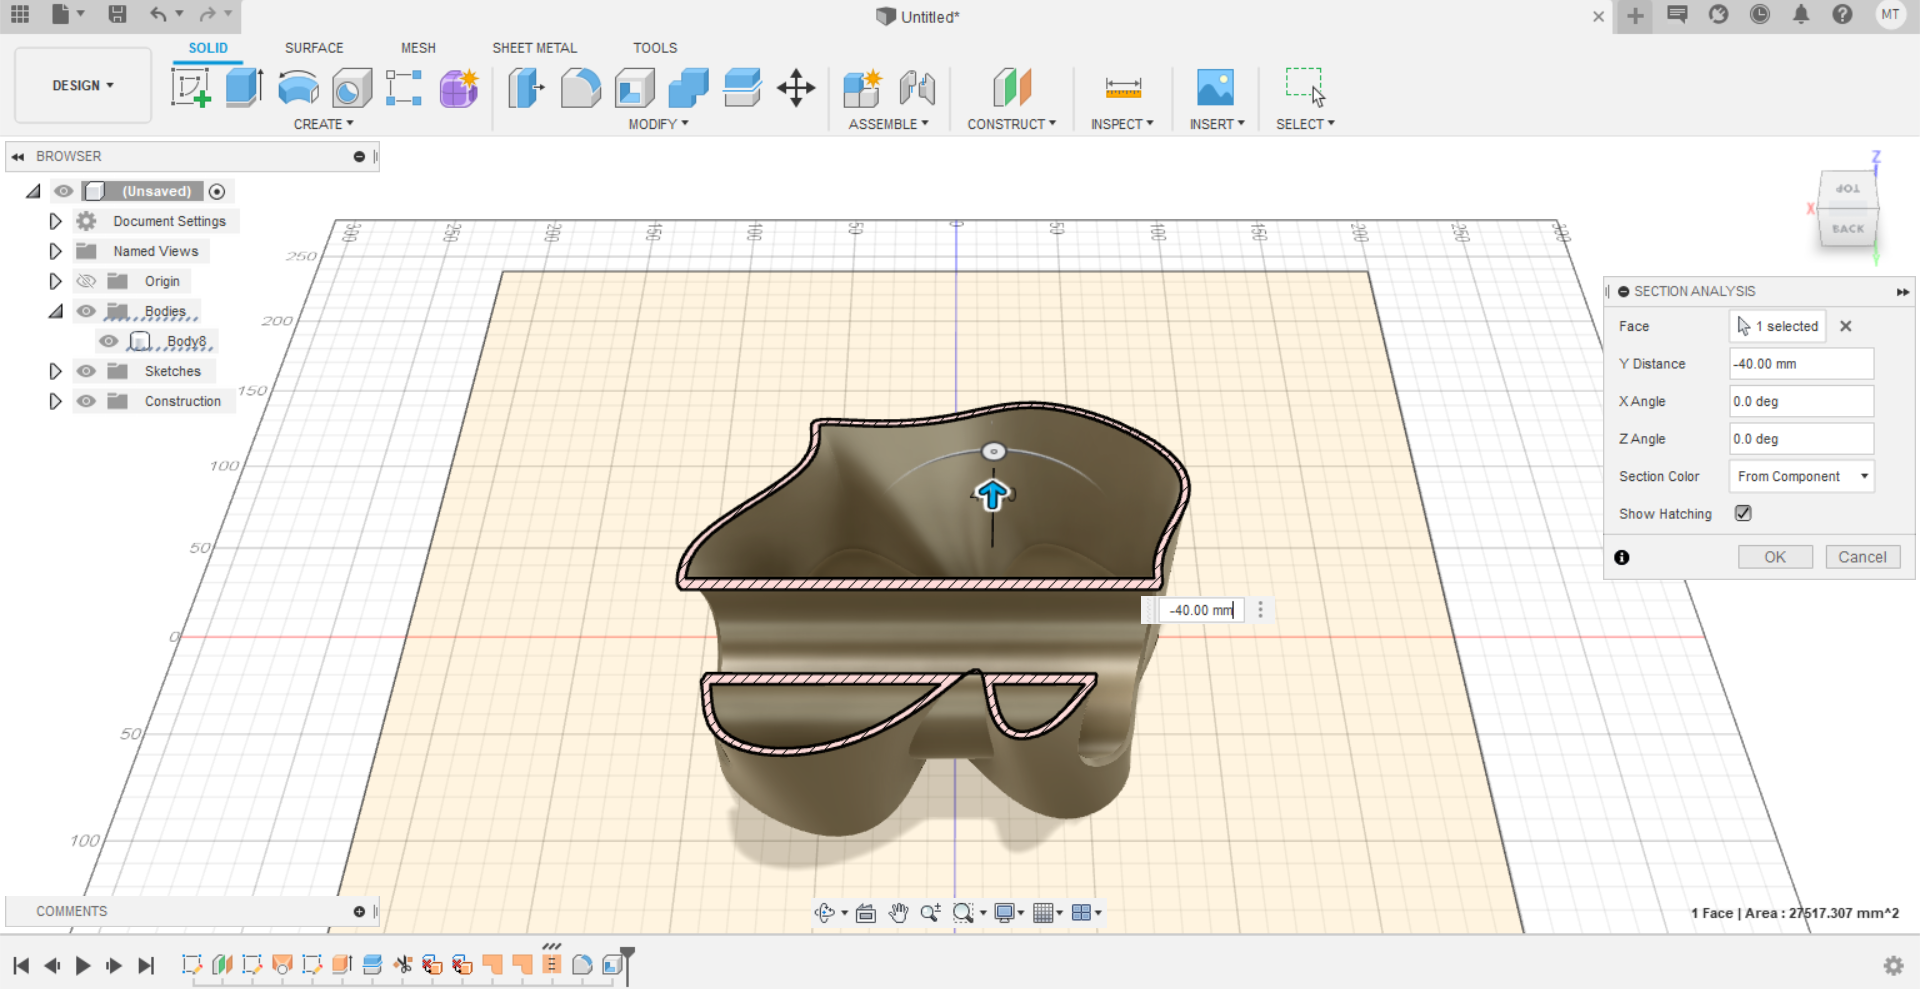 Untitled*
MT
DESIGN
SOLID
SURFACE
MESH
SHEET METAL
TOOLS
CREATE
MODIFY
ASSEMBLE
CONSTRUCT
INSPECT
INSERT
SELECT
BROWSER
(Unsaved)
Document Settings
Named Views
Origin
Bodies
Body8
Sketches
Construction
300 250 200 150 100 50 0 50 100 150 200 250 300
250
200
150
100
50
0
50
100
Z
TOP
X
BACK
SECTION ANALYSIS
Face 1 selected
Y Distance -40.00 mm
X Angle 0.0 deg
Z Angle 0.0 deg
Section Color From Component
Show Hatching
OK Cancel
-40.00 mm
COMMENTS
1 Face | Area : 27517.307 mm^2